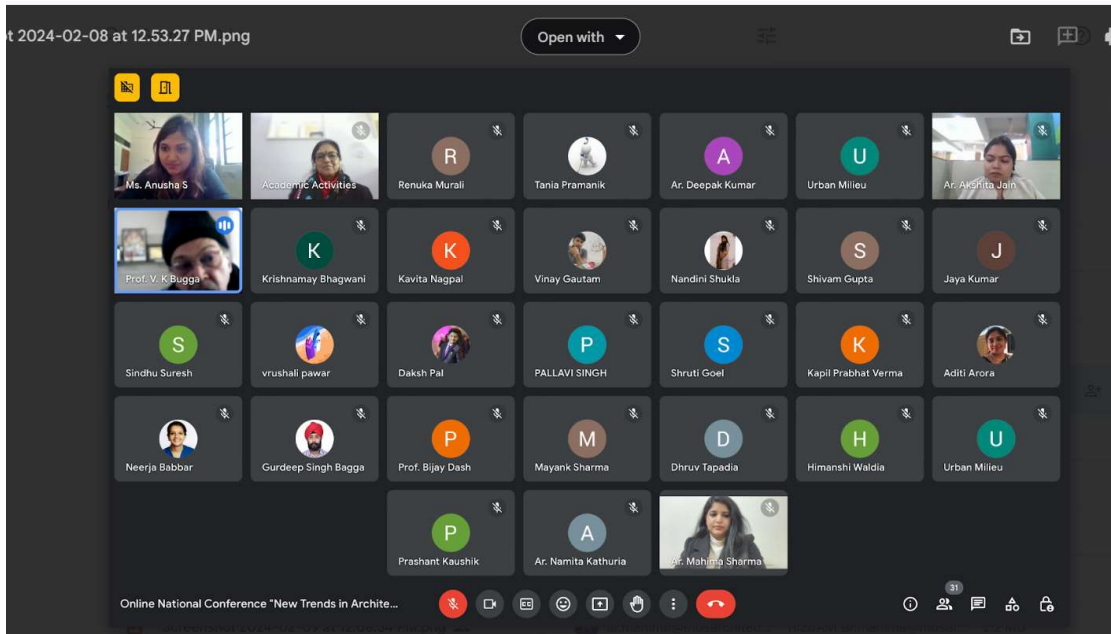 t 2024-02-08 at 12.53.27 PM.png
Open with
Ms. Anusha S
Academic Activities
R
Renuka Murali
Tania Pramanik
A
Ar. Deepak Kumar
U
Urban Milieu
Ar. Akshita Jain
Prof. V. K Bugga
K
Krishnamay Bhagwani
K
Kavita Nagpal
Vinay Gautam
Nandini Shukla
S
Shivam Gupta
J
Jaya Kumar
S
Sindhu Suresh
vrushali pawar
Daksh Pal
P
PALLAVI SINGH
S
Shruti Goel
K
Kapil Prabhat Verma
Aditi Arora
Neerja Babbar
Gurdeep Singh Bagga
P
Prof. Bijay Dash
M
Mayank Sharma
D
Dhruv Tapadia
H
Himanshi Waldia
U
Urban Milieu
P
Prashant Kaushik
A
Ar. Namita Kathuria
Ar. Mahima Sharma
Online National Conference "New Trends in Archite...
CC
31